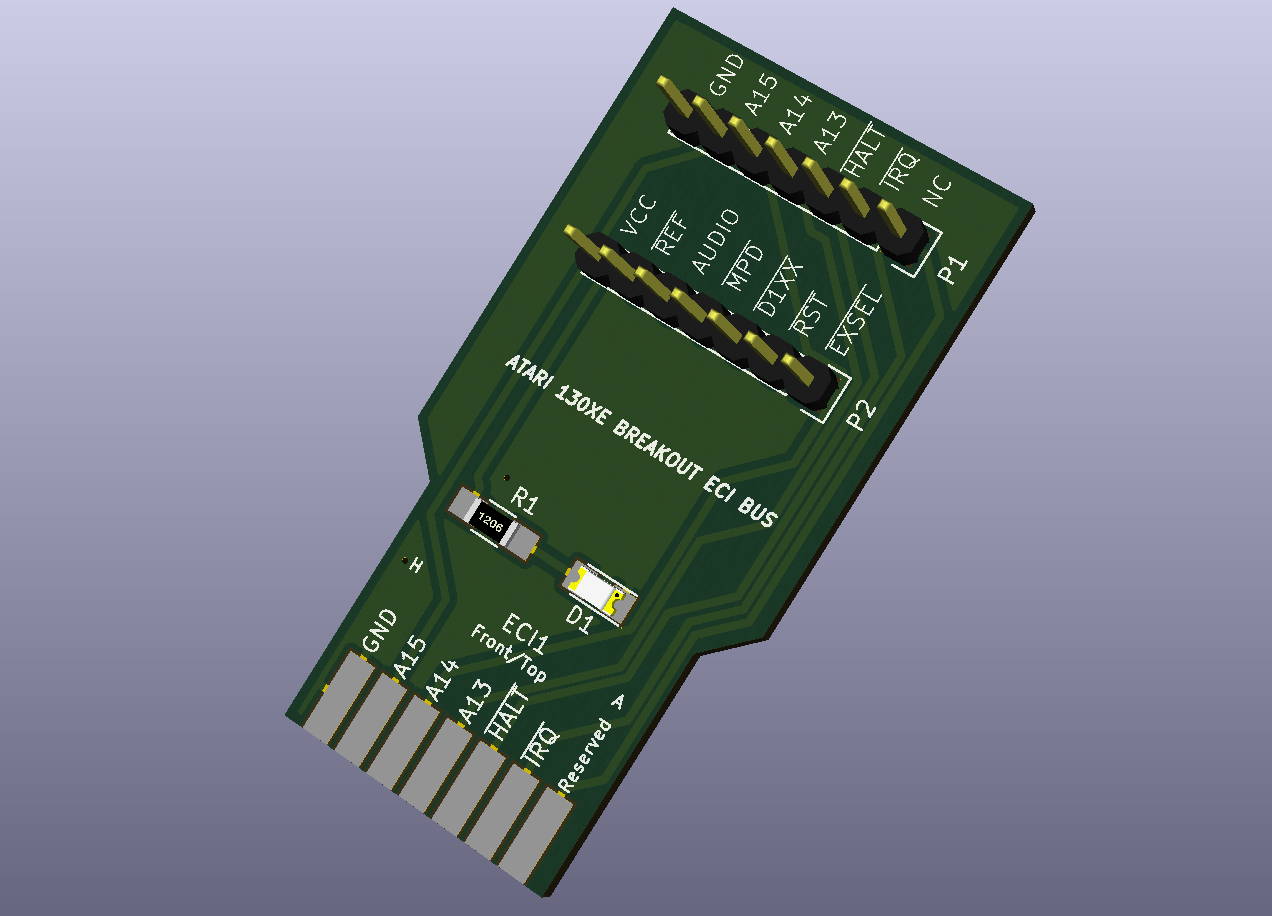 GND
A15
A14
A13
HALT
IRQ
NC
P1
VCC
REF
AUDIO
MPD
D1XX
RST
EXSEL
P2
ATARI 130XE BREAKOUT ECI BUS
R1
1206
H
D1
ECI1
Front/Top
GND
A15
A14
A13
HALT
IRQ
Reserved
A